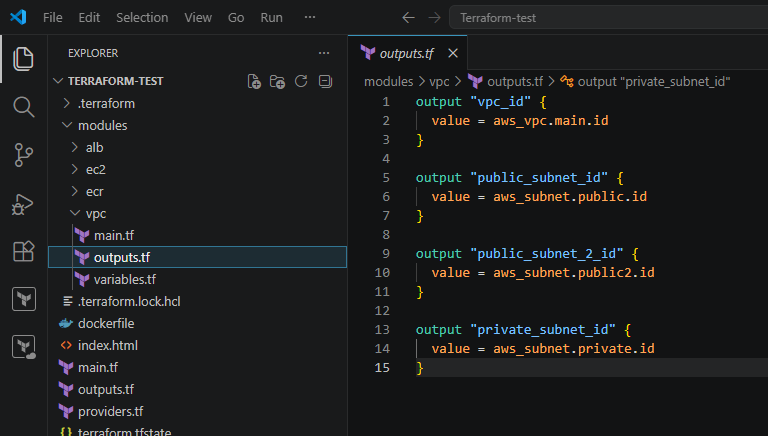 File Edit Selection View Go Run ··· Terraform-test
EXPLORER ···
TERRAFORM-TEST
.terraform
modules
alb
ec2
ecr
vpc
main.tf
outputs.tf
variables.tf
.terraform.lock.hcl
dockerfile
index.html
main.tf
outputs.tf
providers.tf
terraform.tfstate
outputs.tf
modules > vpc > outputs.tf > output "private_subnet_id"
1 output "vpc_id" {
2 value = aws_vpc.main.id
3 }
4
5 output "public_subnet_id" {
6 value = aws_subnet.public.id
7 }
8
9 output "public_subnet_2_id" {
10 value = aws_subnet.public2.id
11 }
12
13 output "private_subnet_id" {
14 value = aws_subnet.private.id
15 }